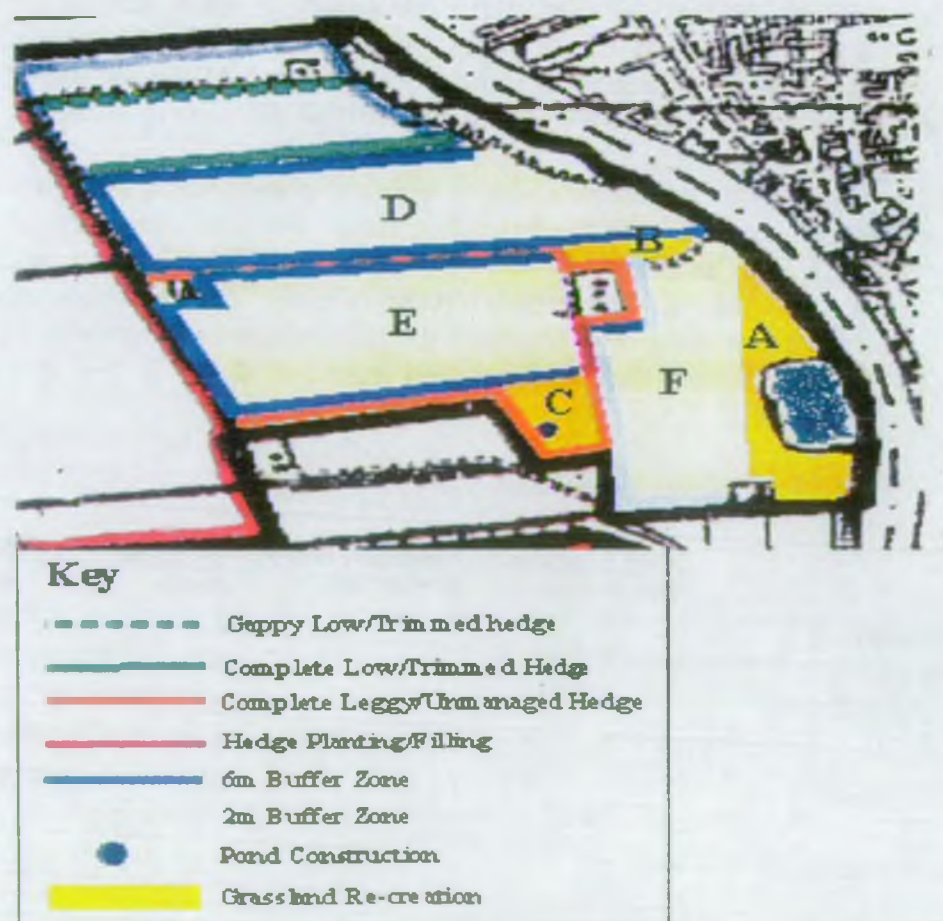 D
B
A
E
F
C
Key
Gappy Low/Trimmed hedge
Complete Low/Trimmed Hedge
Complete Leggy/Unmanaged Hedge
Hedge Planting/Filling
6m Buffer Zone
2m Buffer Zone
Pond Construction
Grassland Re-creation